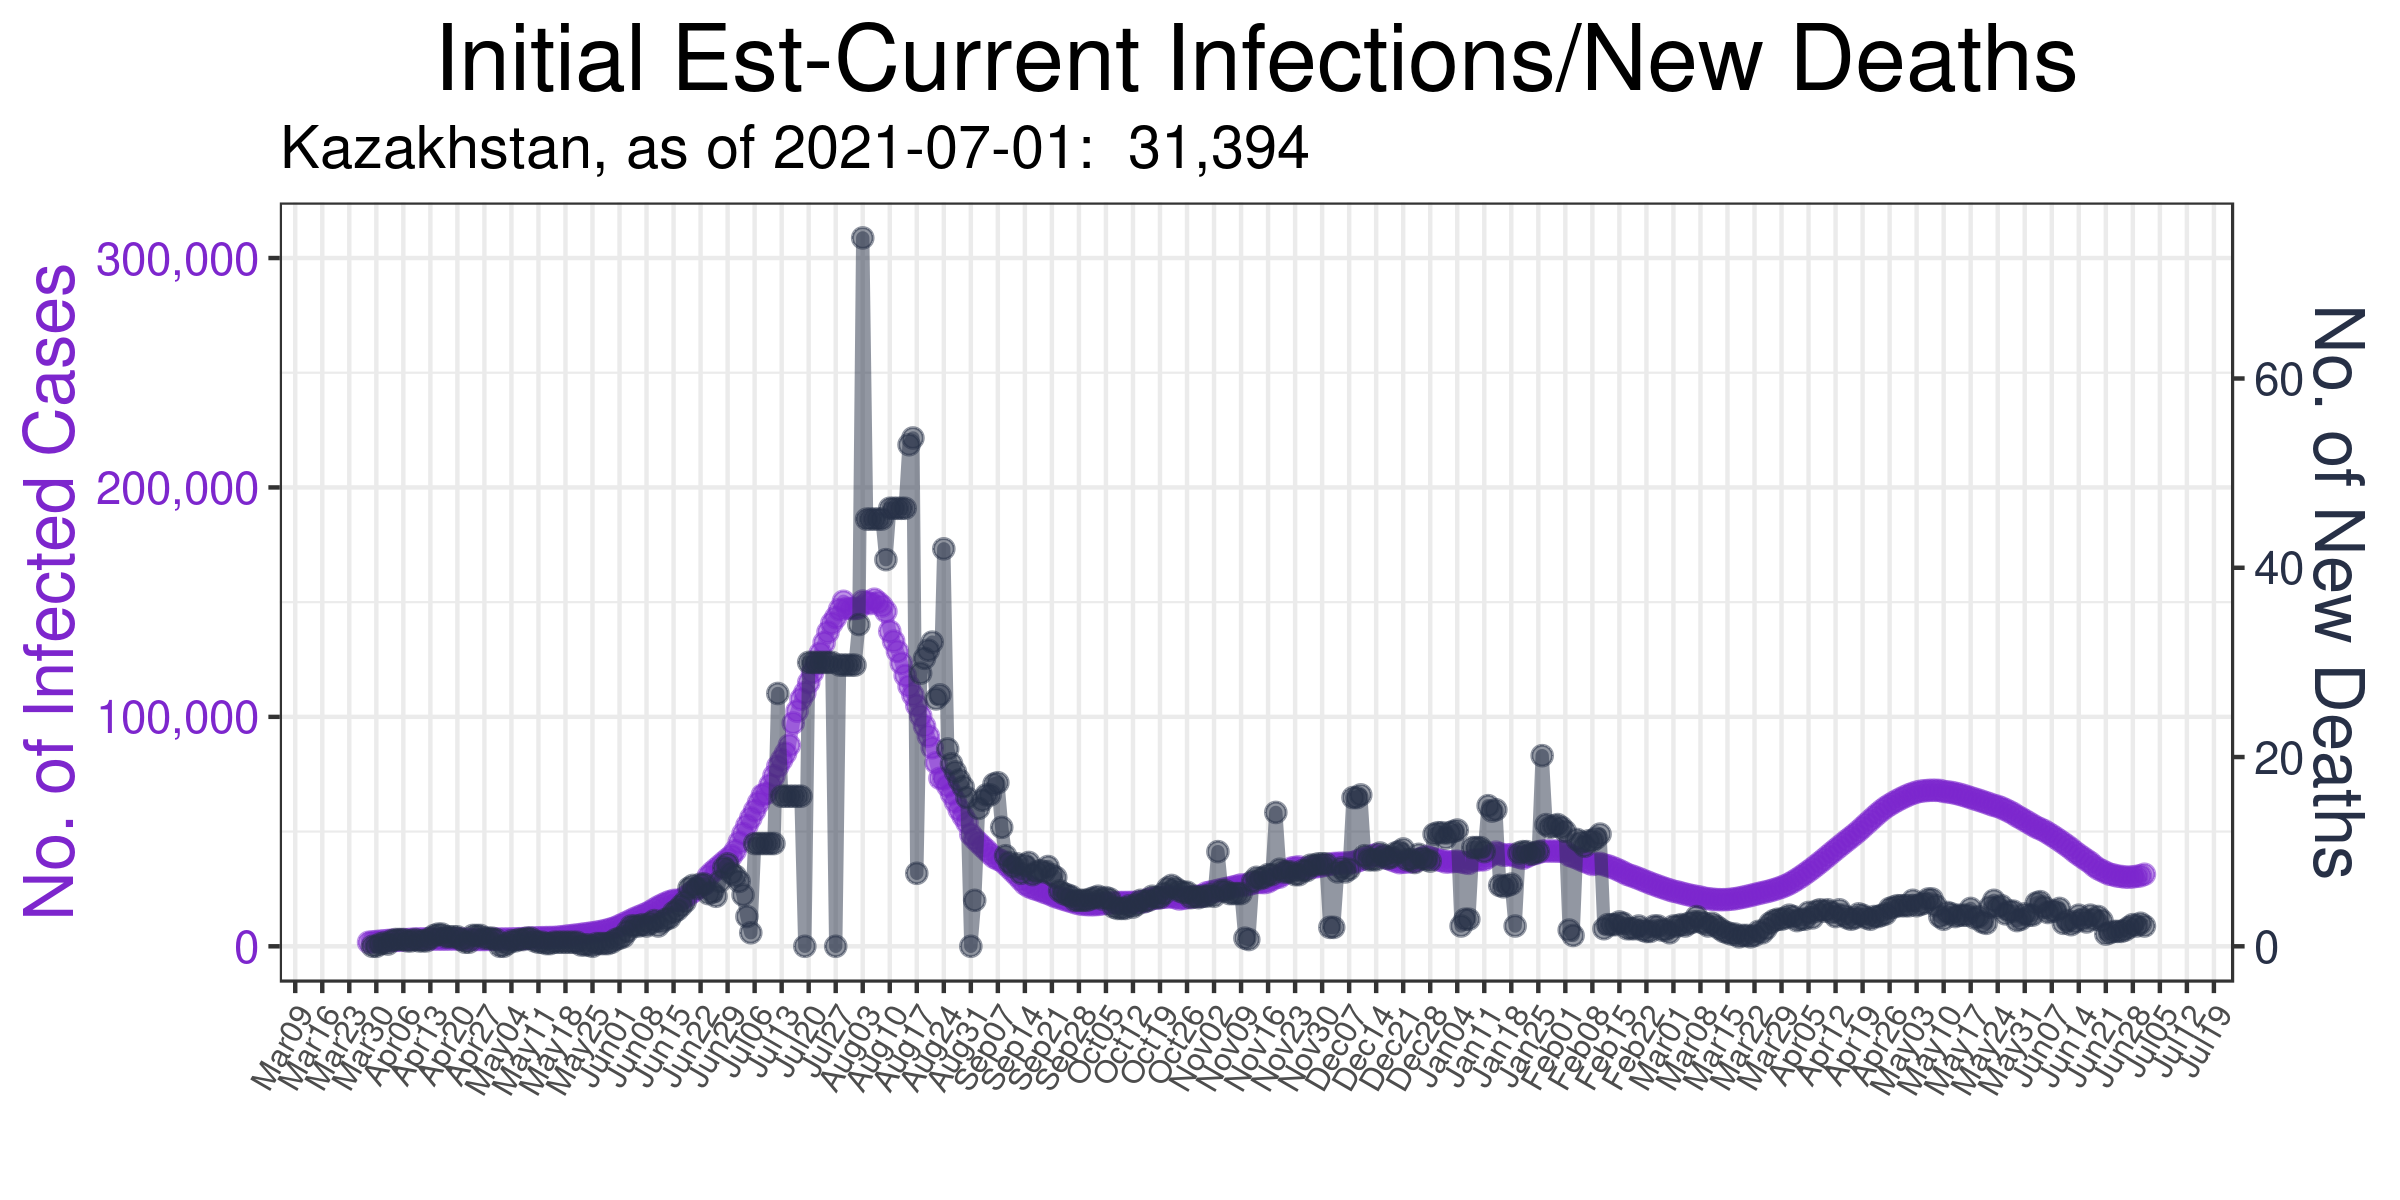 Initial Est-Current Infections/New Deaths
Kazakhstan, as of 2021-07-01:  31,394
No. of Infected Cases
300,000
200,000
100,000
0
No. of New Deaths
60
40
20
0
Mar09
Mar16
Mar23
Mar30
Apr06
Apr13
Apr20
Apr27
May04
May11
May18
May25
Jun01
Jun08
Jun15
Jun22
Jun29
Jul06
Jul13
Jul20
Jul27
Aug03
Aug10
Aug17
Aug24
Aug31
Sep07
Sep14
Sep21
Sep28
Oct05
Oct12
Oct19
Oct26
Nov02
Nov09
Nov16
Nov23
Nov30
Dec07
Dec14
Dec21
Dec28
Jan04
Jan11
Jan18
Jan25
Feb01
Feb08
Feb15
Feb22
Mar01
Mar08
Mar15
Mar22
Mar29
Apr05
Apr12
Apr19
Apr26
May03
May10
May17
May24
May31
Jun07
Jun14
Jun21
Jun28
Jul05
Jul12
Jul19